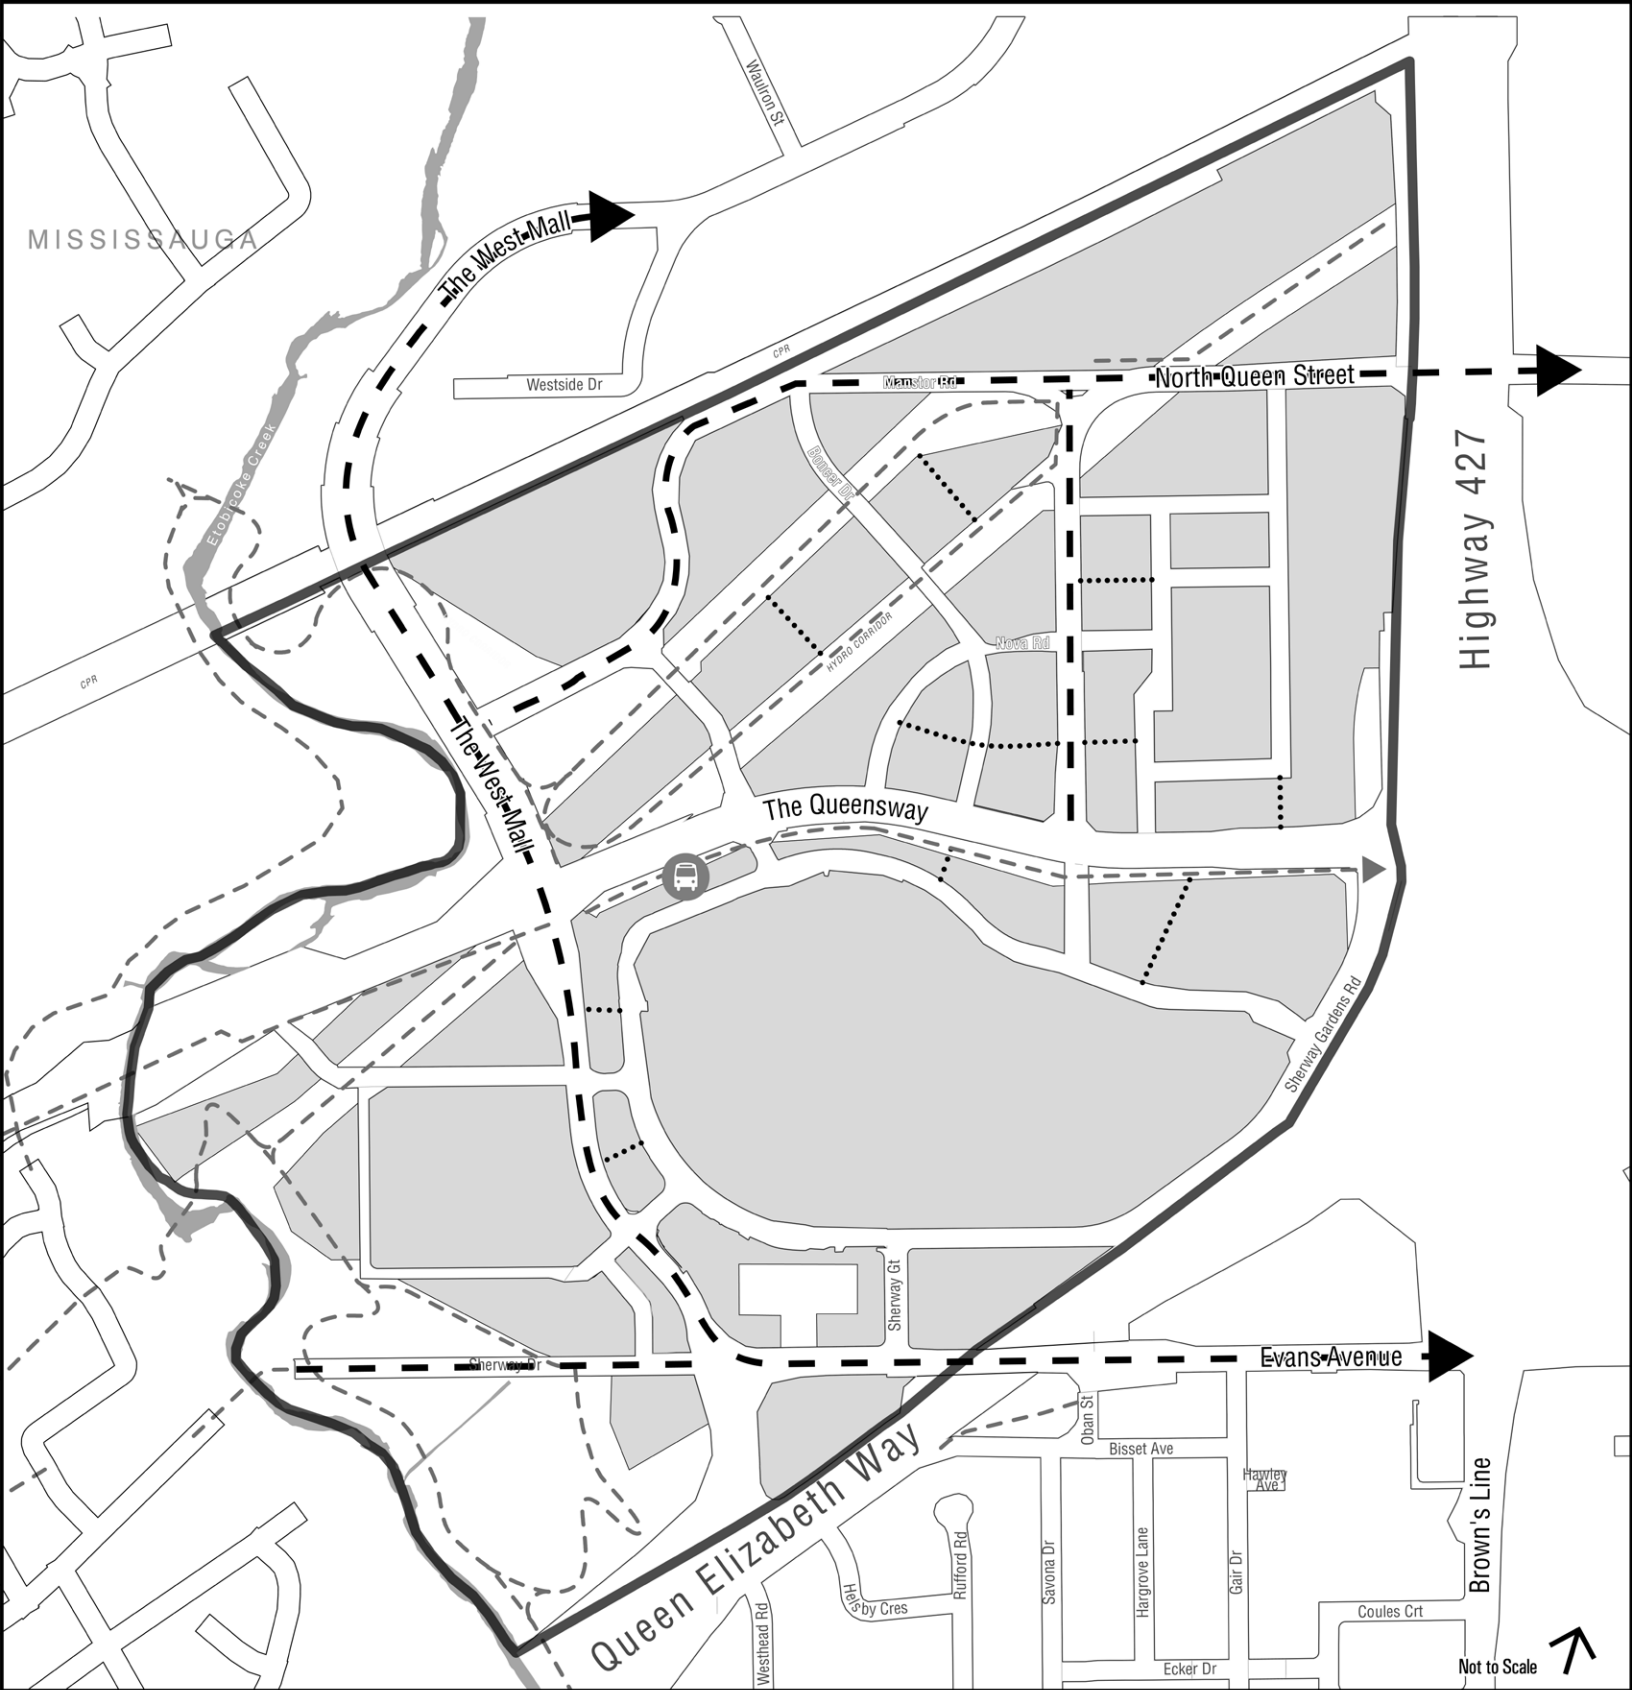 Waulron St
MISSISSAUGA
The West Mall
CPR
Westside Dr
Manstor Rd
North Queen Street
Etobicoke Creek
Boncer Dr
Highway 427
HYDRO CORRIDOR
Nova Rd
CPR
The West Mall
The Queensway
Sherway Gardens Rd
Sherway Gt
Sherway Dr
Evans Avenue
Oban St
Bisset Ave
Hawley
Ave
Queen Elizabeth Way
Brown's Line
Rufford Rd
Savona Dr
Hargrove Lane
Gair Dr
Helsby Cres
Coules Crt
Westhead Rd
Ecker Dr
Not to Scale